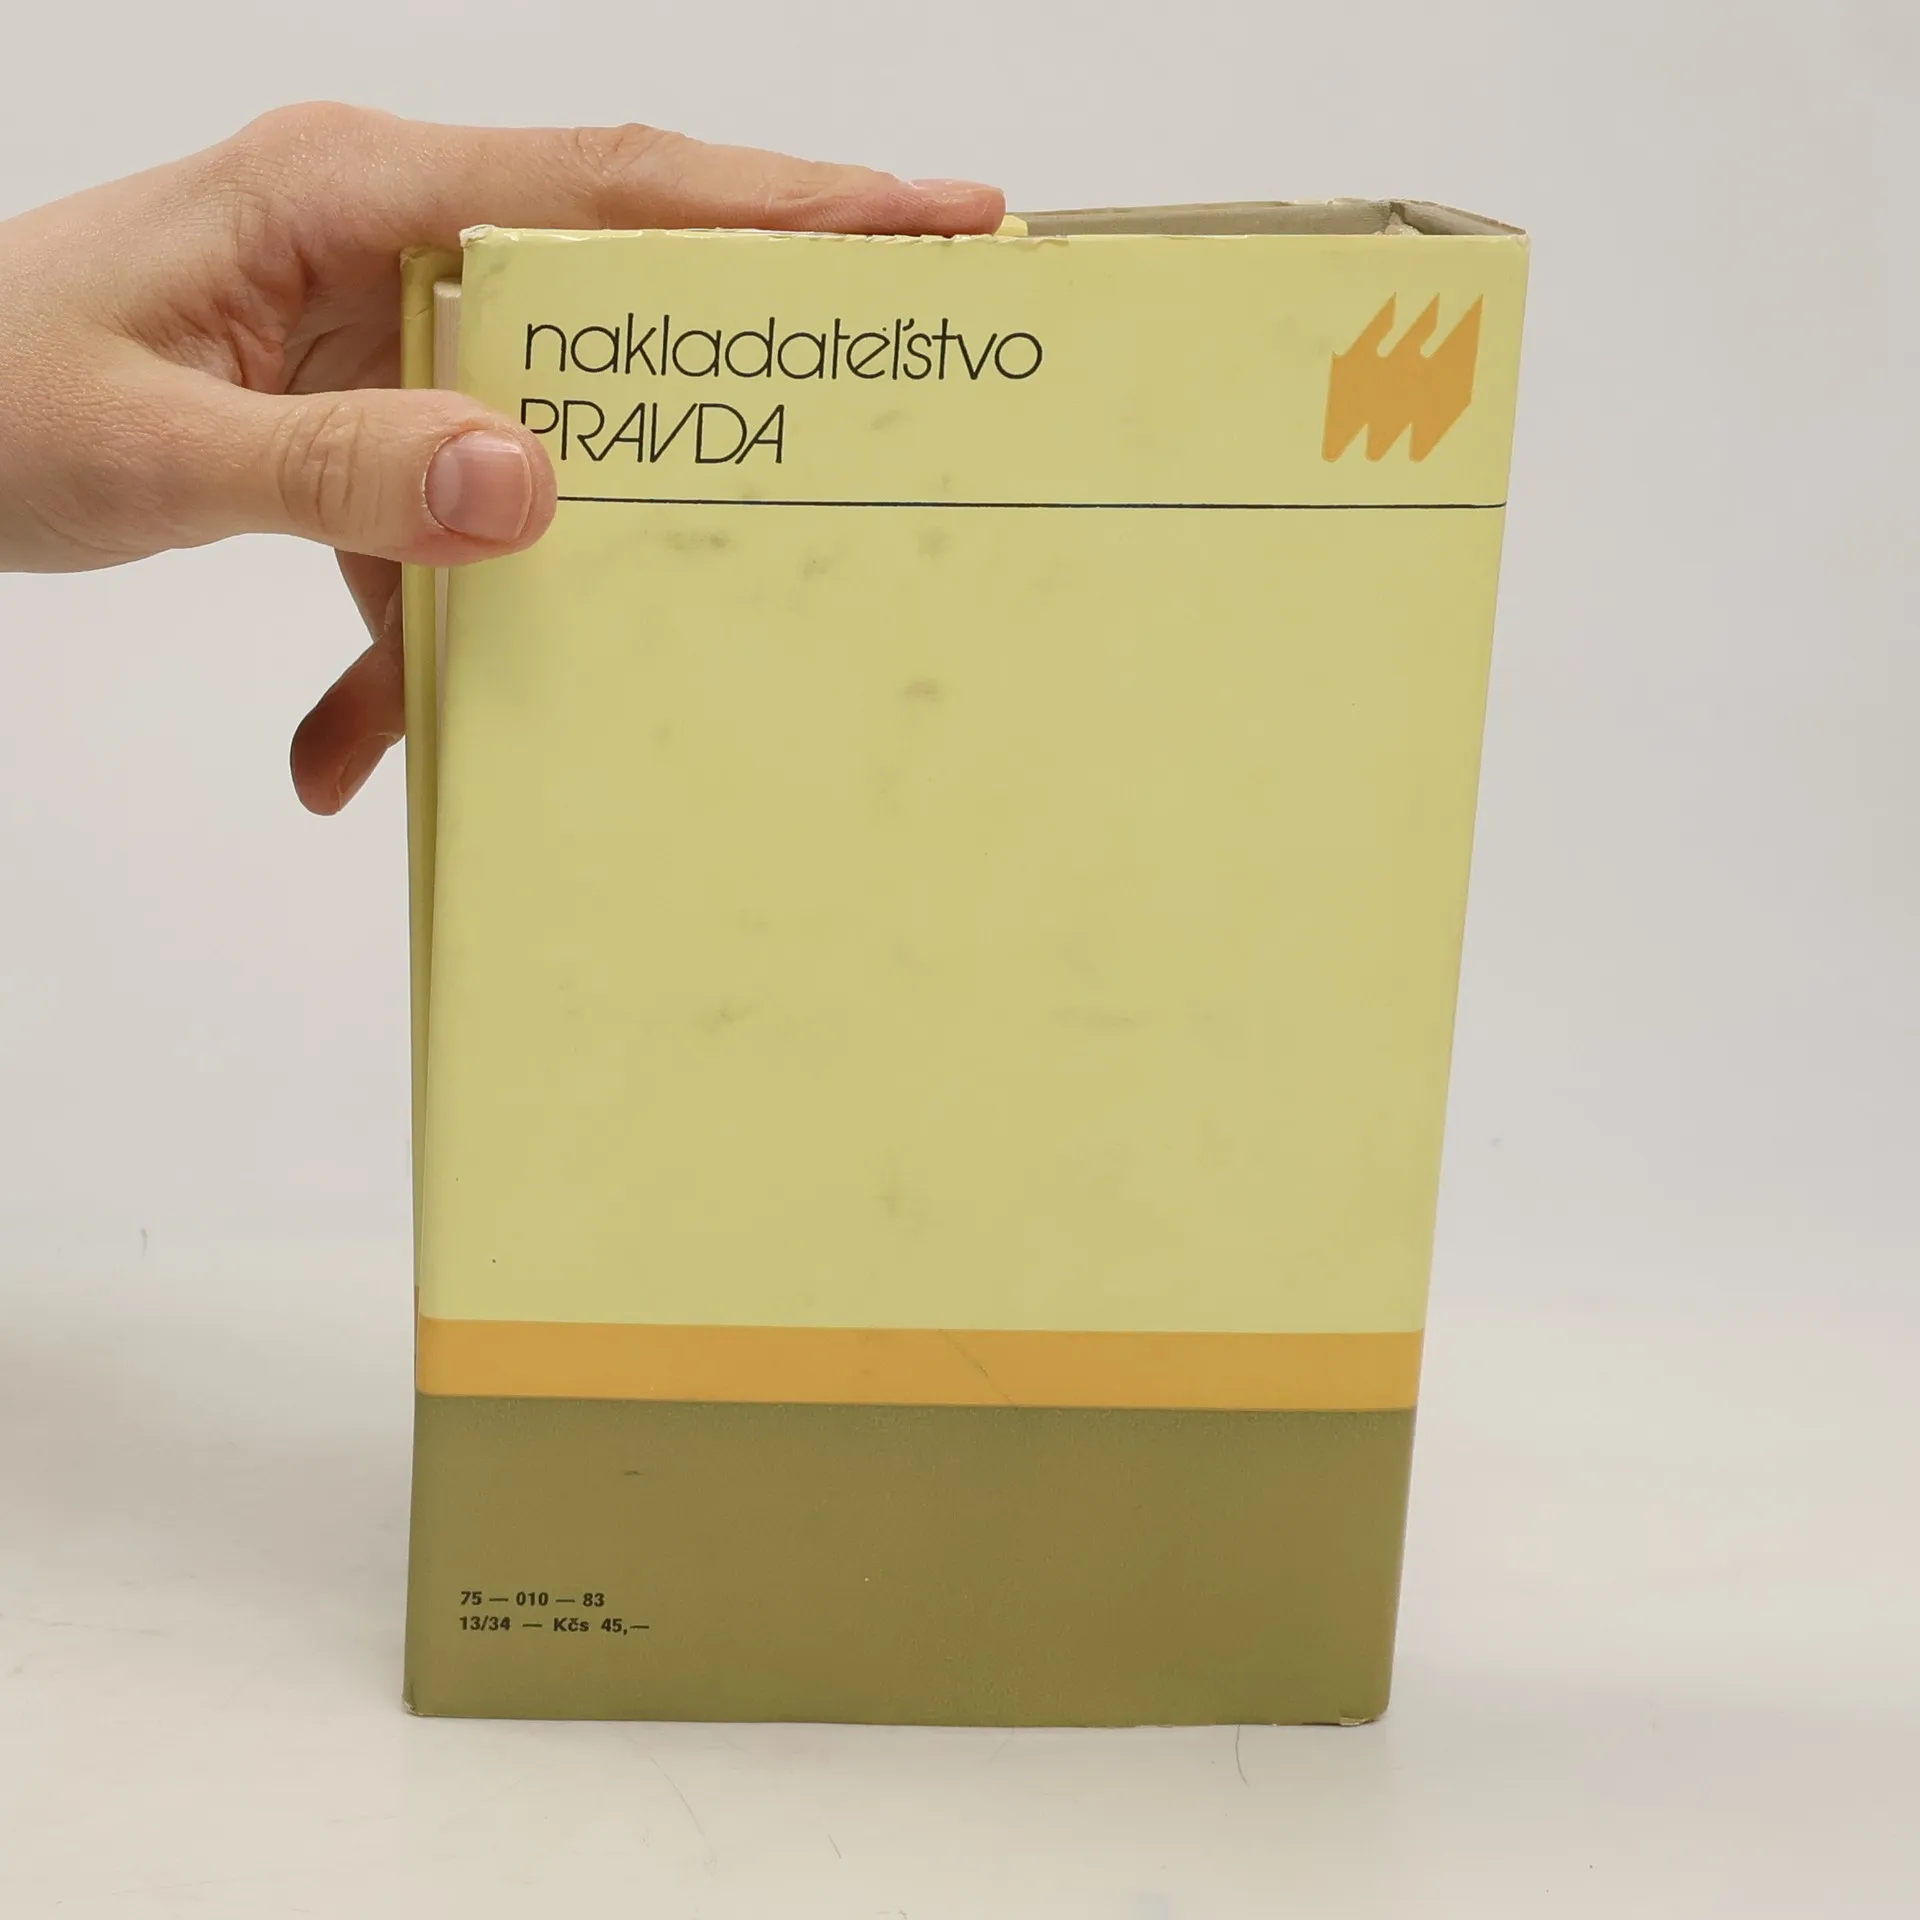 nakladateľstvo
PRAVDA
75 — 010 — 83
13/34 — Kčs 45,—